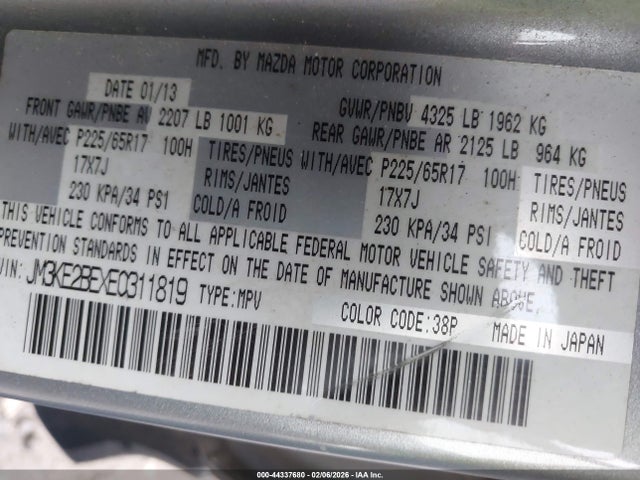 MFD. BY MAZDA MOTOR CORPORATION
DATE 01/13
GVWR/PNBV 4325 LB 1962 KG
FRONT GAWR/PNBE AV 2207 LB 1001 KG
REAR GAWR/PNBE AR 2125 LB 964 KG
WITH/AVEC P225/65R17 100H TIRES/PNEUS WITH/AVEC P225/65R17 100H TIRES/PNEUS
17X7J RIMS/JANTES 17X7J RIMS/JANTES
230 KPA/34 PSI COLD/A FROID 230 KPA/34 PSI COLD/A FROID
THIS VEHICLE CONFORMS TO ALL APPLICABLE FEDERAL MOTOR VEHICLE SAFETY AND THEFT
PREVENTION STANDARDS IN EFFECT ON THE DATE OF MANUFACTURE SHOWN ABOVE.
VIN: JM3KE2BEXE0311819 TYPE:MPV
COLOR CODE:38P MADE IN JAPAN
000-44337680 - 02/06/2026 - IAA Inc.